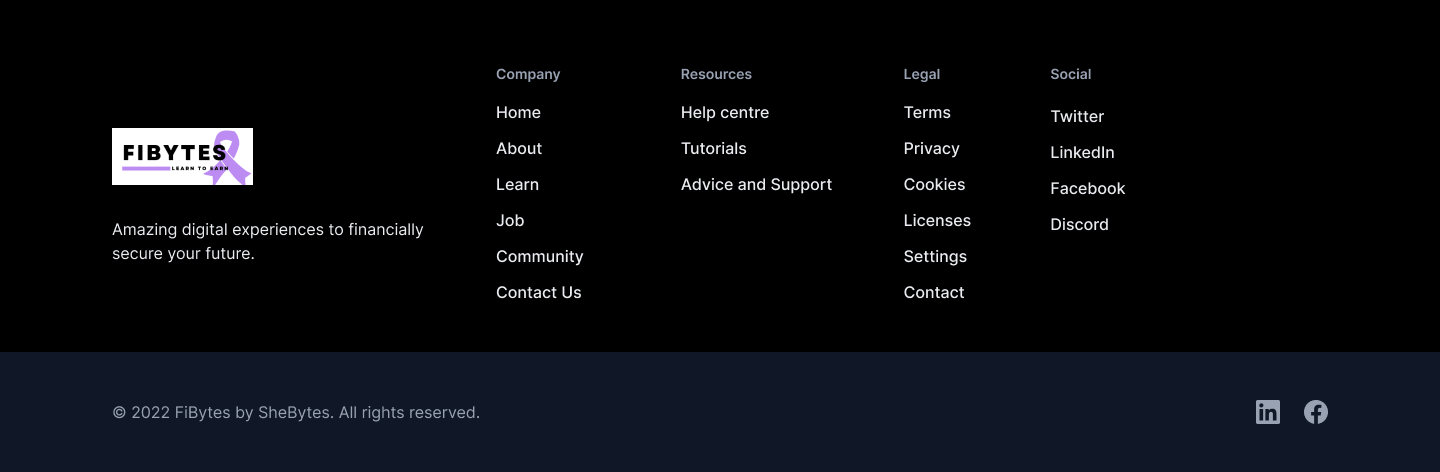 FIBYTES
LEARN TO EARN
Amazing digital experiences to financially
secure your future.
Company
Home
About
Learn
Job
Community
Contact Us
Resources
Help centre
Tutorials
Advice and Support
Legal
Terms
Privacy
Cookies
Licenses
Settings
Contact
Social
Twitter
LinkedIn
Facebook
Discord
© 2022 FiBytes by SheBytes. All rights reserved.
in
f